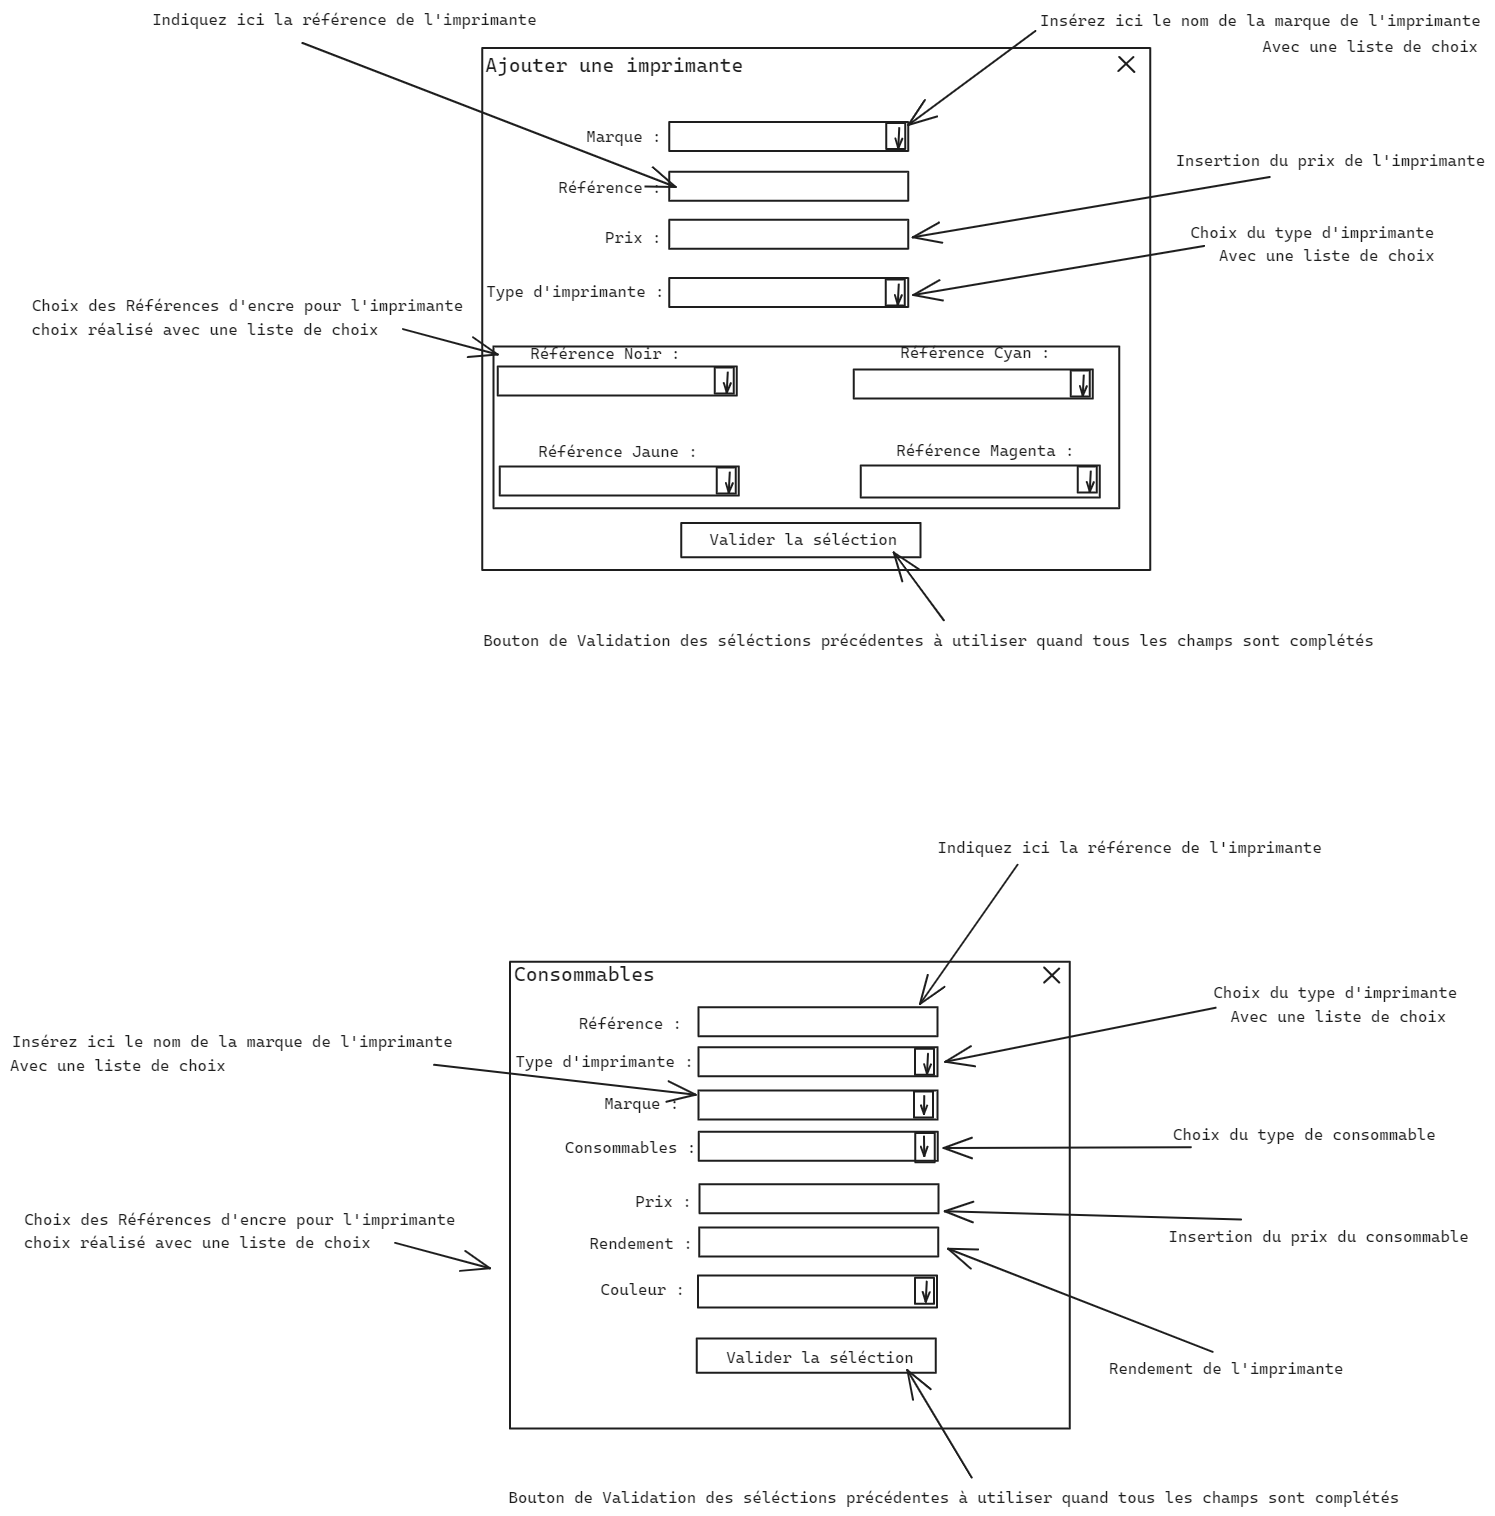 Indiquez ici la référence de l'imprimante
Insérez ici le nom de la marque de l'imprimante
Avec une liste de choix
Ajouter une imprimante
Marque :
Insertion du prix de l'imprimante
Référence :
Prix :
Choix du type d'imprimante
Avec une liste de choix
Type d'imprimante :
Choix des Références d'encre pour l'imprimante
choix réalisé avec une liste de choix
Référence Noir :
Référence Cyan :
Référence Jaune :
Référence Magenta :
Valider la séléction
Bouton de Validation des séléctions précédentes à utiliser quand tous les champs sont complétés
Indiquez ici la référence de l'imprimante
Consommables
Choix du type d'imprimante
Avec une liste de choix
Référence :
Insérez ici le nom de la marque de l'imprimante
Avec une liste de choix
Type d'imprimante :
Marque :
Choix du type de consommable
Consommables :
Prix :
Choix des Références d'encre pour l'imprimante
choix réalisé avec une liste de choix
Insertion du prix du consommable
Rendement :
Couleur :
Valider la séléction
Rendement de l'imprimante
Bouton de Validation des séléctions précédentes à utiliser quand tous les champs sont complétés